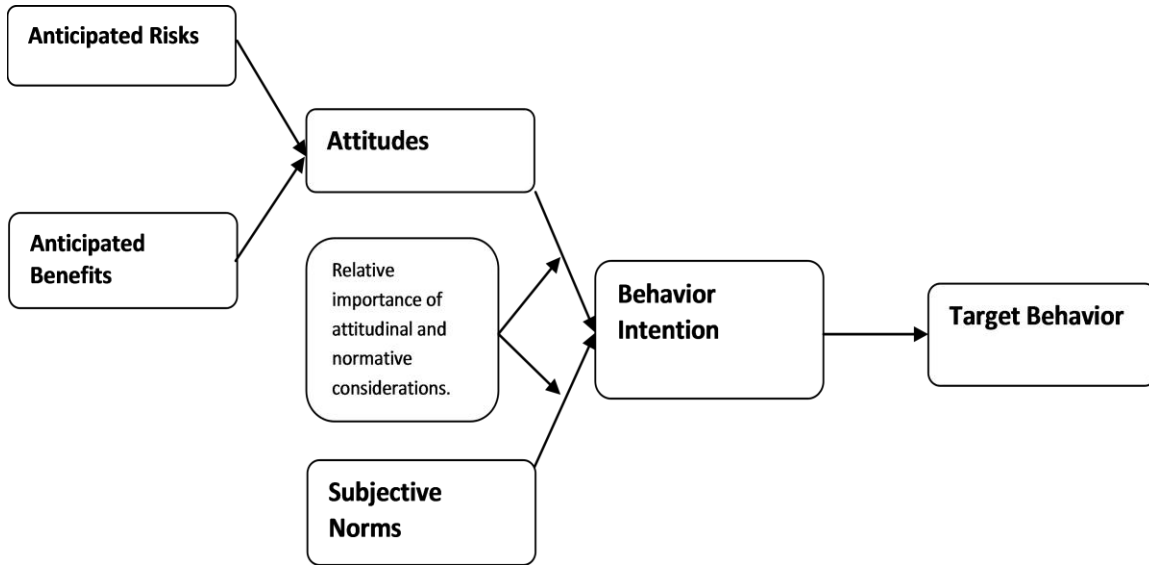 Anticipated Risks
Attitudes
Anticipated
Benefits
Relative
importance of
attitudinal and
normative
considerations.
Behavior
Intention
Target Behavior
Subjective
Norms